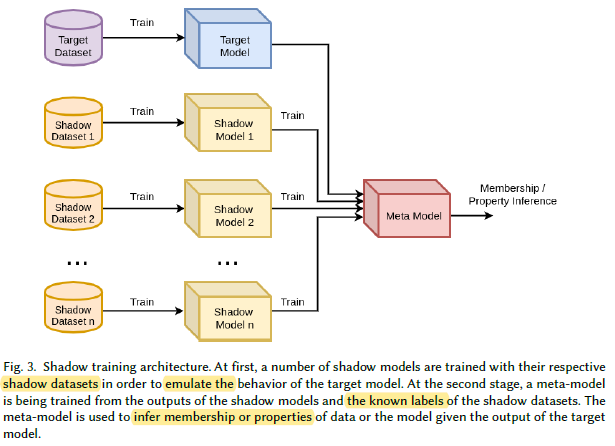 Train
Target
Dataset
Target
Model
Train
Train
Shadow
Dataset 1
Shadow
Model 1
Train
Train
Shadow
Dataset 2
Shadow
Model 2
Meta Model
Membership /
Property Inference
...
...
Train
Train
Shadow
Dataset n
Shadow
Model n
Fig. 3. Shadow training architecture. At first, a number of shadow models are trained with their respective
shadow datasets in order to emulate the behavior of the target model. At the second stage, a meta-model
is being trained from the outputs of the shadow models and the known labels of the shadow datasets. The
meta-model is used to infer membership or properties of data or the model given the output of the target
model.